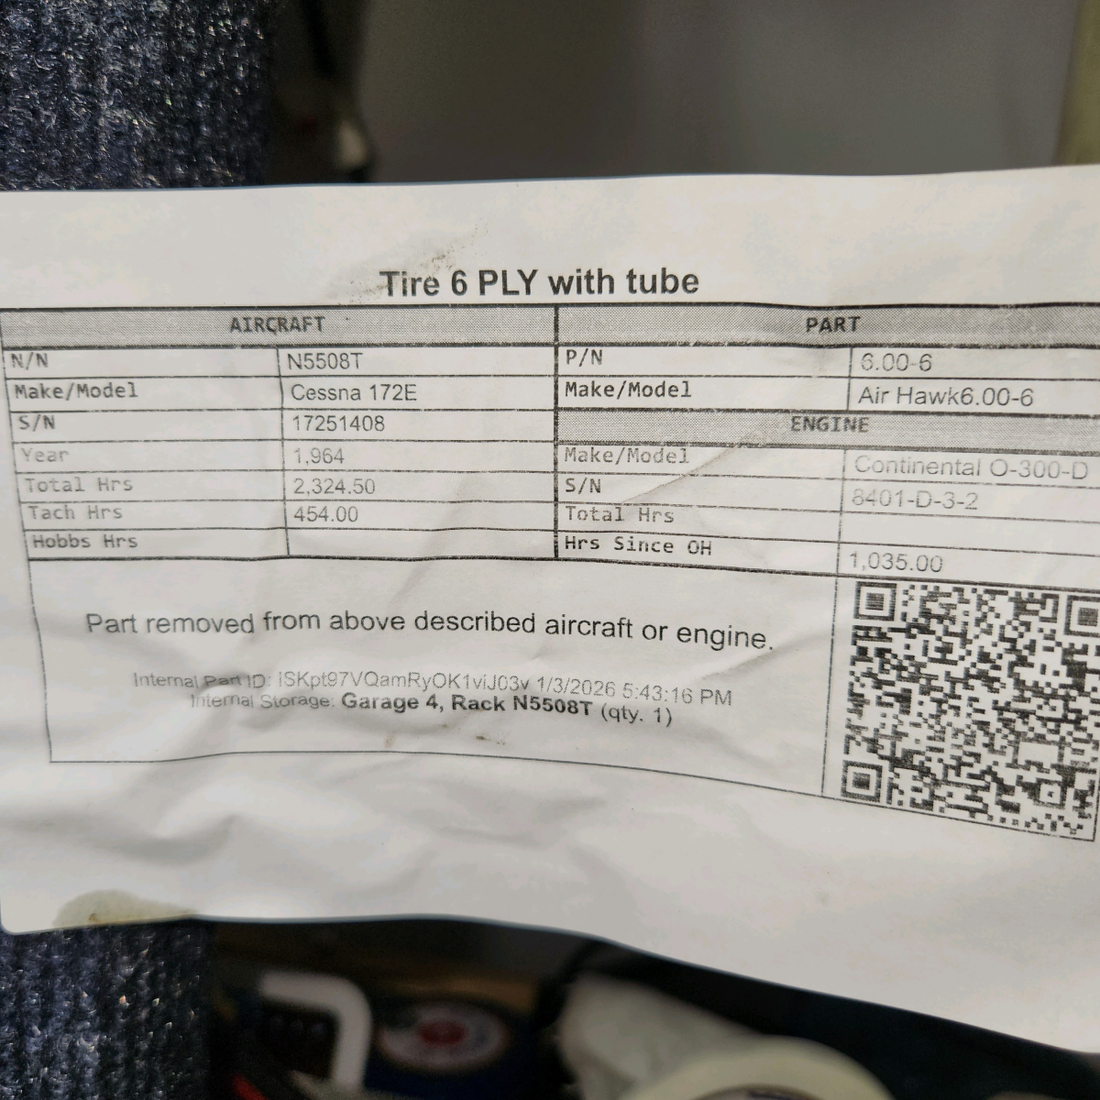 Tire 6 PLY with tube
AIRCRAFT PART
N/N N5508T P/N 6.00-6
Make/Model Cessna 172E Make/Model Air Hawk6.00-6
S/N 17251408 ENGINE
Year 1,964 Make/Model Continental O-300-D
Total Hrs 2,324.50 S/N 8401-D-3-2
Tach Hrs 454.00 Total Hrs
Hobbs Hrs Hrs Since OH 1,035.00
Part removed from above described aircraft or engine.
Internal Part ID: iSKpt97VQamRyOK1viJ03v 1/3/2026 5:43:16 PM
Internal Storage: Garage 4, Rack N5508T (qty. 1)